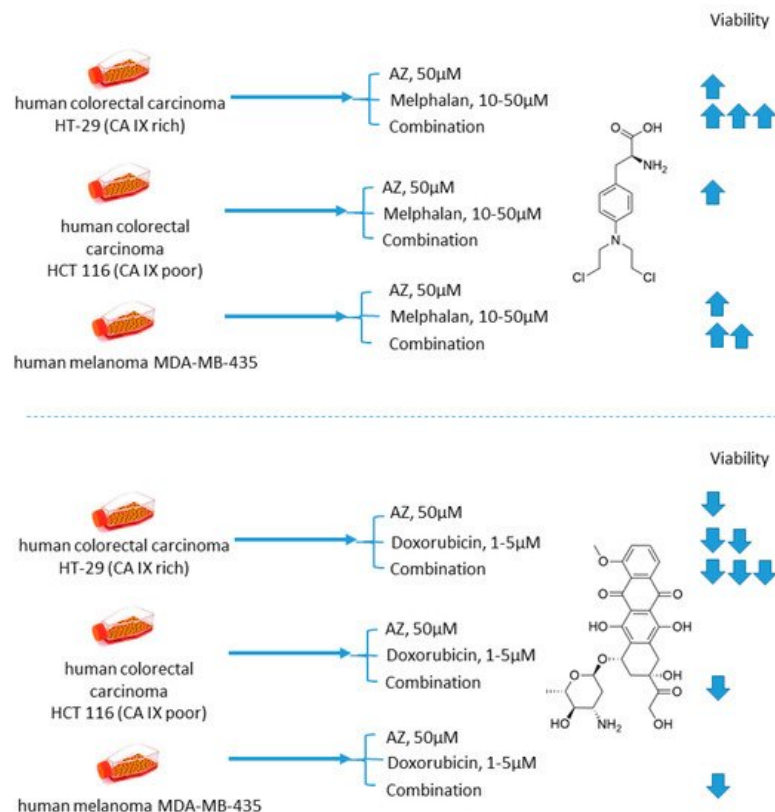 Viability
human colorectal carcinoma
HT-29 (CA IX rich)
AZ, 50µM
Melphalan, 10-50µM
Combination
human colorectal
carcinoma
HCT 116 (CA IX poor)
AZ, 50µM
Melphalan, 10-50µM
Combination
human melanoma MDA-MB-435
AZ, 50µM
Melphalan, 10-50µM
Combination
O
OH
NH2
N
Cl
Cl
Viability
human colorectal carcinoma
HT-29 (CA IX rich)
AZ, 50µM
Doxorubicin, 1-5µM
Combination
human colorectal
carcinoma
HCT 116 (CA IX poor)
AZ, 50µM
Doxorubicin, 1-5µM
Combination
human melanoma MDA-MB-435
AZ, 50µM
Doxorubicin, 1-5µM
Combination
O
O
O
OH
OH
O
O
OH
O
HO
NH2
OH